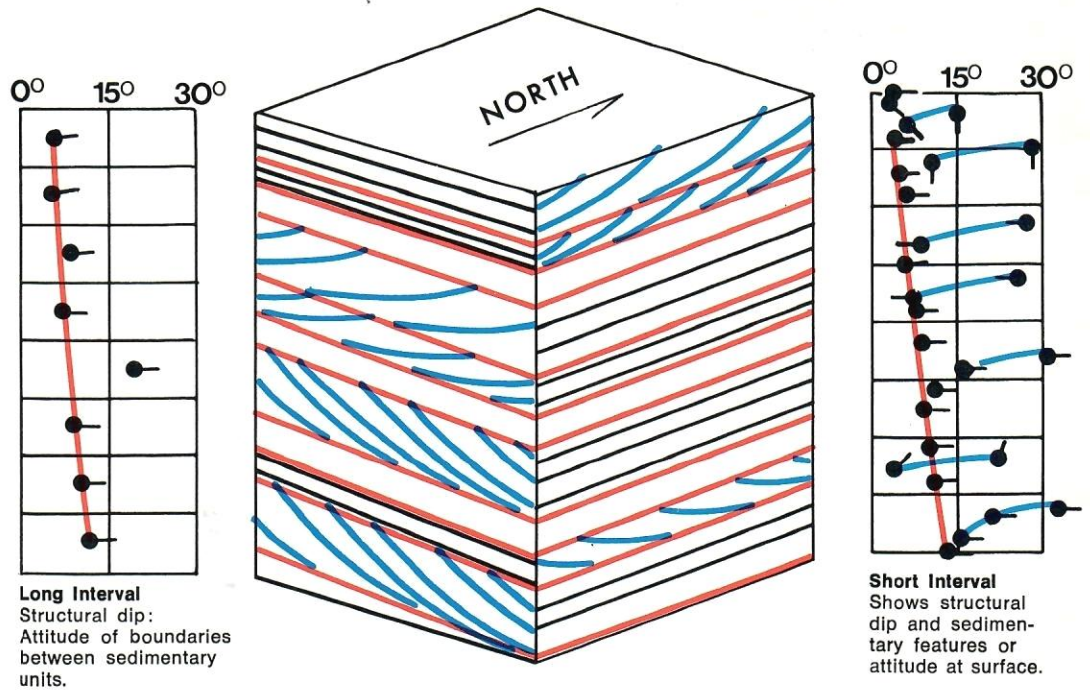 0° 15° 30°
NORTH
0° 15° 30°
Long Interval
Structural dip:
Attitude of boundaries
between sedimentary
units.
Short Interval
Shows structural
dip and sedimen-
tary features or
attitude at surface.